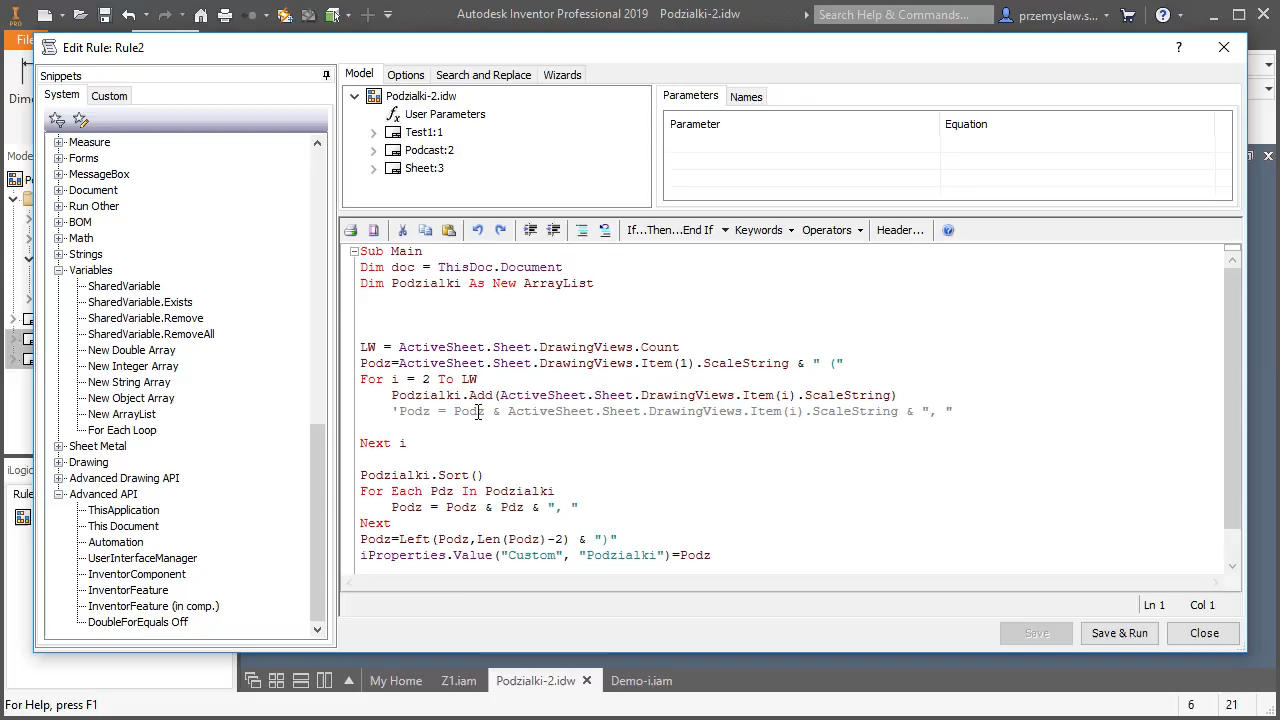 PRO
Autodesk Inventor Professional 2019 Podzialki-2.idw
Search Help & Commands...
przemyslaw.s...
Edit Rule: Rule2
Snippets
System
Custom
Measure
Forms
MessageBox
Document
Run Other
BOM
Math
Strings
Variables
SharedVariable
SharedVariable.Exists
SharedVariable.Remove
SharedVariable.RemoveAll
New Double Array
New Integer Array
New String Array
New Object Array
New ArrayList
For Each Loop
Sheet Metal
Drawing
Advanced Drawing API
Advanced API
ThisApplication
This Document
Automation
UserInterfaceManager
InventorComponent
InventorFeature
InventorFeature (in comp.)
DoubleForEquals Off
Model
Options
Search and Replace
Wizards
Podzialki-2.idw
User Parameters
Test1:1
Podcast:2
Sheet:3
Parameters
Names
Parameter
Equation
If...Then...End If
Keywords
Operators
Header...
Sub Main
Dim doc = ThisDoc.Document
Dim Podzialki As New ArrayList
LW = ActiveSheet.Sheet.DrawingViews.Count
Podz=ActiveSheet.Sheet.DrawingViews.Item(1).ScaleString & " ("
For i = 2 To LW
Podzialki.Add(ActiveSheet.Sheet.DrawingViews.Item(i).ScaleString)
'Podz = Podz & ActiveSheet.Sheet.DrawingViews.Item(i).ScaleString & ", "
Next i
Podzialki.Sort()
For Each Pdz In Podzialki
Podz = Podz & Pdz & ", "
Next
Podz=Left(Podz,Len(Podz)-2) & ")"
iProperties.Value("Custom", "Podzialki")=Podz
Ln 1
Col 1
Save
Save & Run
Close
My Home
Z1.iam
Podzialki-2.idw
Demo-i.iam
For Help, press F1
6
21